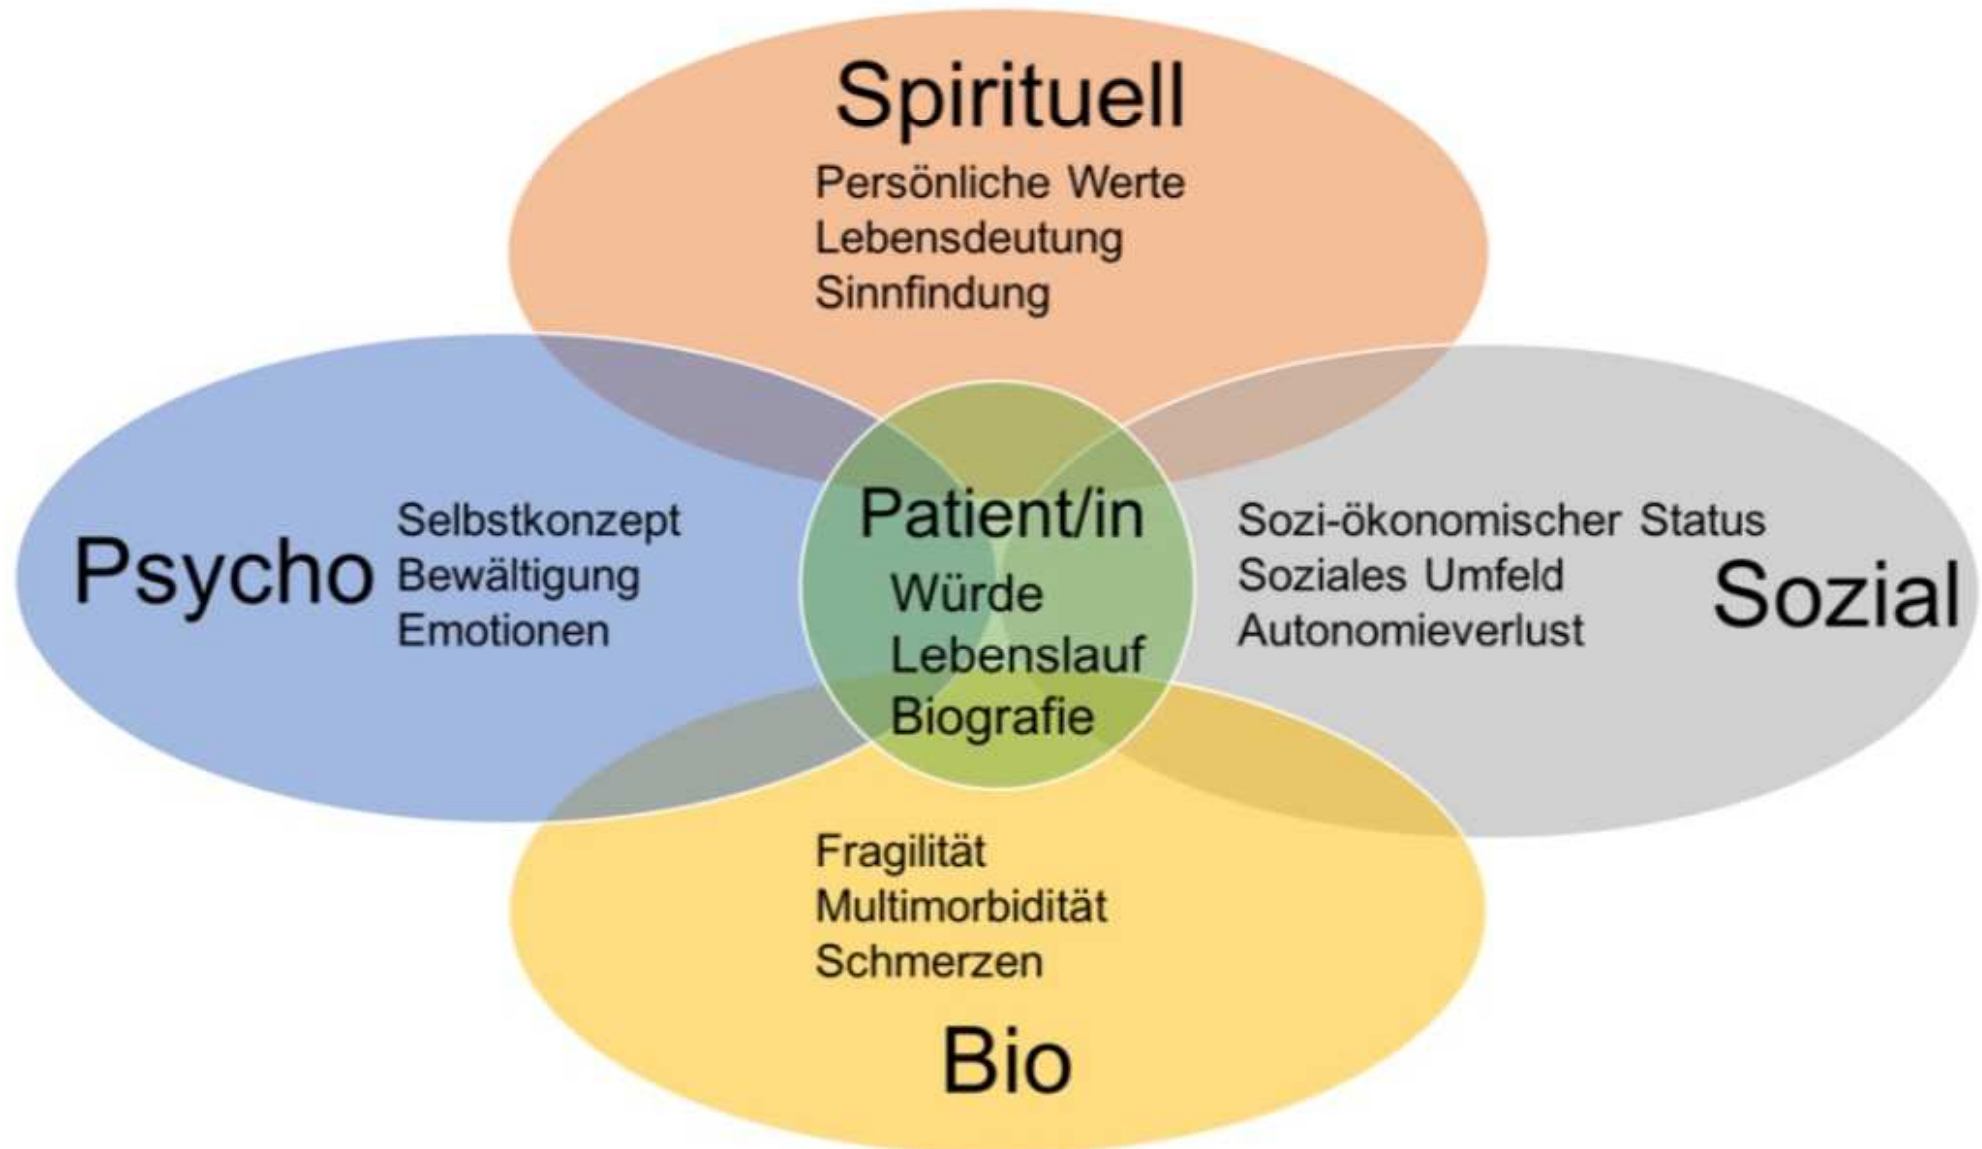 Spirituell
Persönliche Werte
Lebensdeutung
Sinnfindung
Psycho
Selbstkonzept
Bewältigung
Emotionen
Patient/in
Würde
Lebenslauf
Biografie
Sozi-ökonomischer Status
Soziales Umfeld
Autonomieverlust
Sozial
Fragilität
Multimorbidität
Schmerzen
Bio